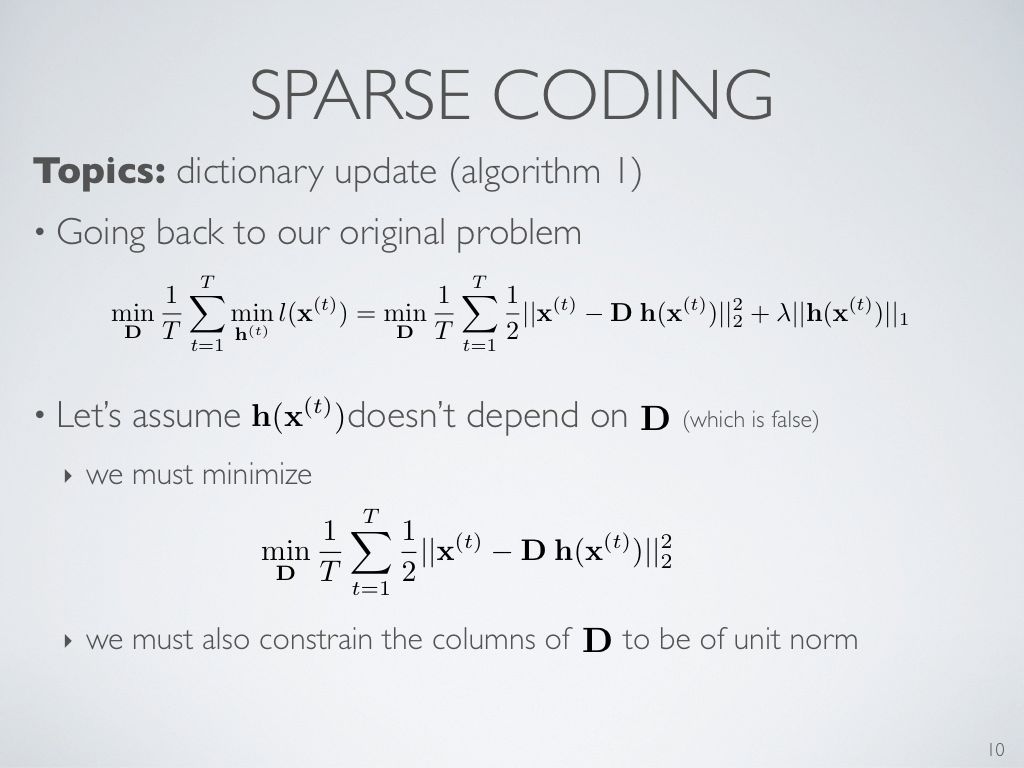 SPARSE CODING
Topics: dictionary update (algorithm 1)
• Going back to our original problem
$\min_{\mathbf{D}} \frac{1}{T} \sum_{t=1}^{T} \min_{\mathbf{h}^{(t)}} l(\mathbf{x}^{(t)}) = \min_{\mathbf{D}} \frac{1}{T} \sum_{t=1}^{T} \frac{1}{2} ||\mathbf{x}^{(t)} - \mathbf{D}\,\mathbf{h}(\mathbf{x}^{(t)})||_2^2 + \lambda ||\mathbf{h}(\mathbf{x}^{(t)})||_1$
• Let’s assume $\mathbf{h}(\mathbf{x}^{(t)})$ doesn’t depend on $\mathbf{D}$ (which is false)
‣ we must minimize
$\min_{\mathbf{D}} \frac{1}{T} \sum_{t=1}^{T} \frac{1}{2} ||\mathbf{x}^{(t)} - \mathbf{D}\,\mathbf{h}(\mathbf{x}^{(t)})||_2^2$
‣ we must also constrain the columns of $\mathbf{D}$ to be of unit norm
10